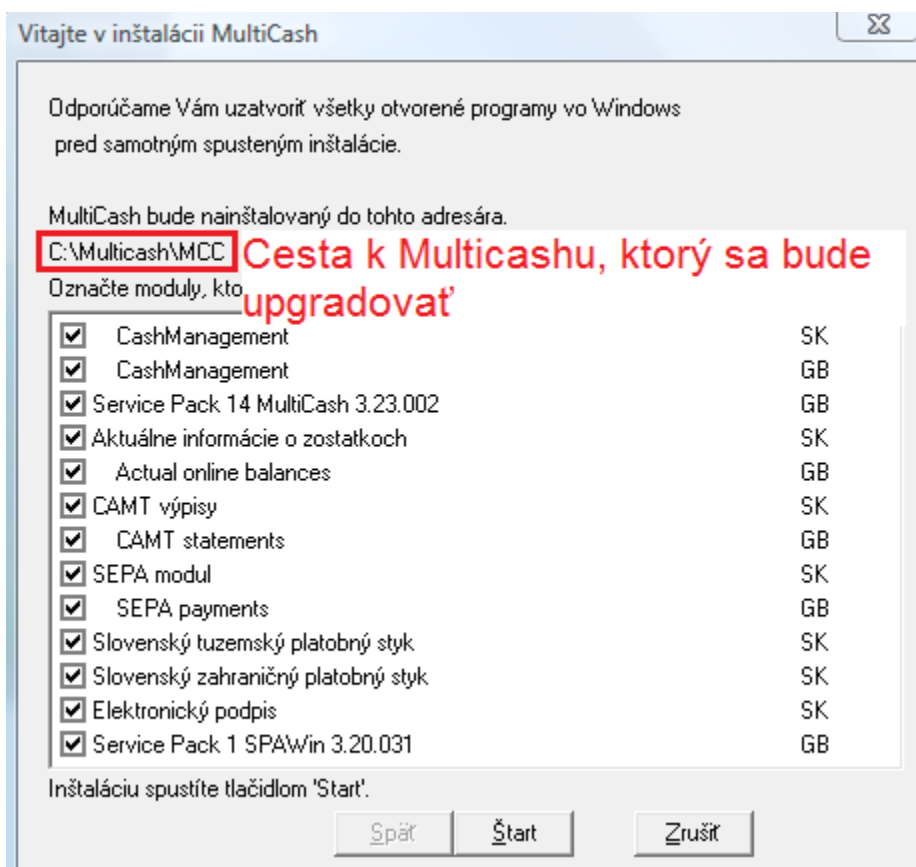 Vitajte v inštalácii MultiCash
Odporúčame Vám uzatvoriť všetky otvorené programy vo Windows
pred samotným spusteným inštalácie.
MultiCash bude nainštalovaný do tohto adresára.
C:\Multicash\MCC
Cesta k Multicashu, ktorý sa bude
upgradovať
Označte moduly,
CashManagement SK
CashManagement GB
Service Pack 14 MultiCash 3.23.002 GB
Aktuálne informácie o zostatkoch SK
Actual online balances GB
CAMT výpisy SK
CAMT statements GB
SEPA modul SK
SEPA payments GB
Slovenský tuzemský platobný styk SK
Slovenský zahraničný platobný styk SK
Elektronický podpis SK
Service Pack 1 SPAWin 3.20.031 GB
Inštaláciu spustíte tlačidlom 'Start'.
Späť Štart Zrušiť